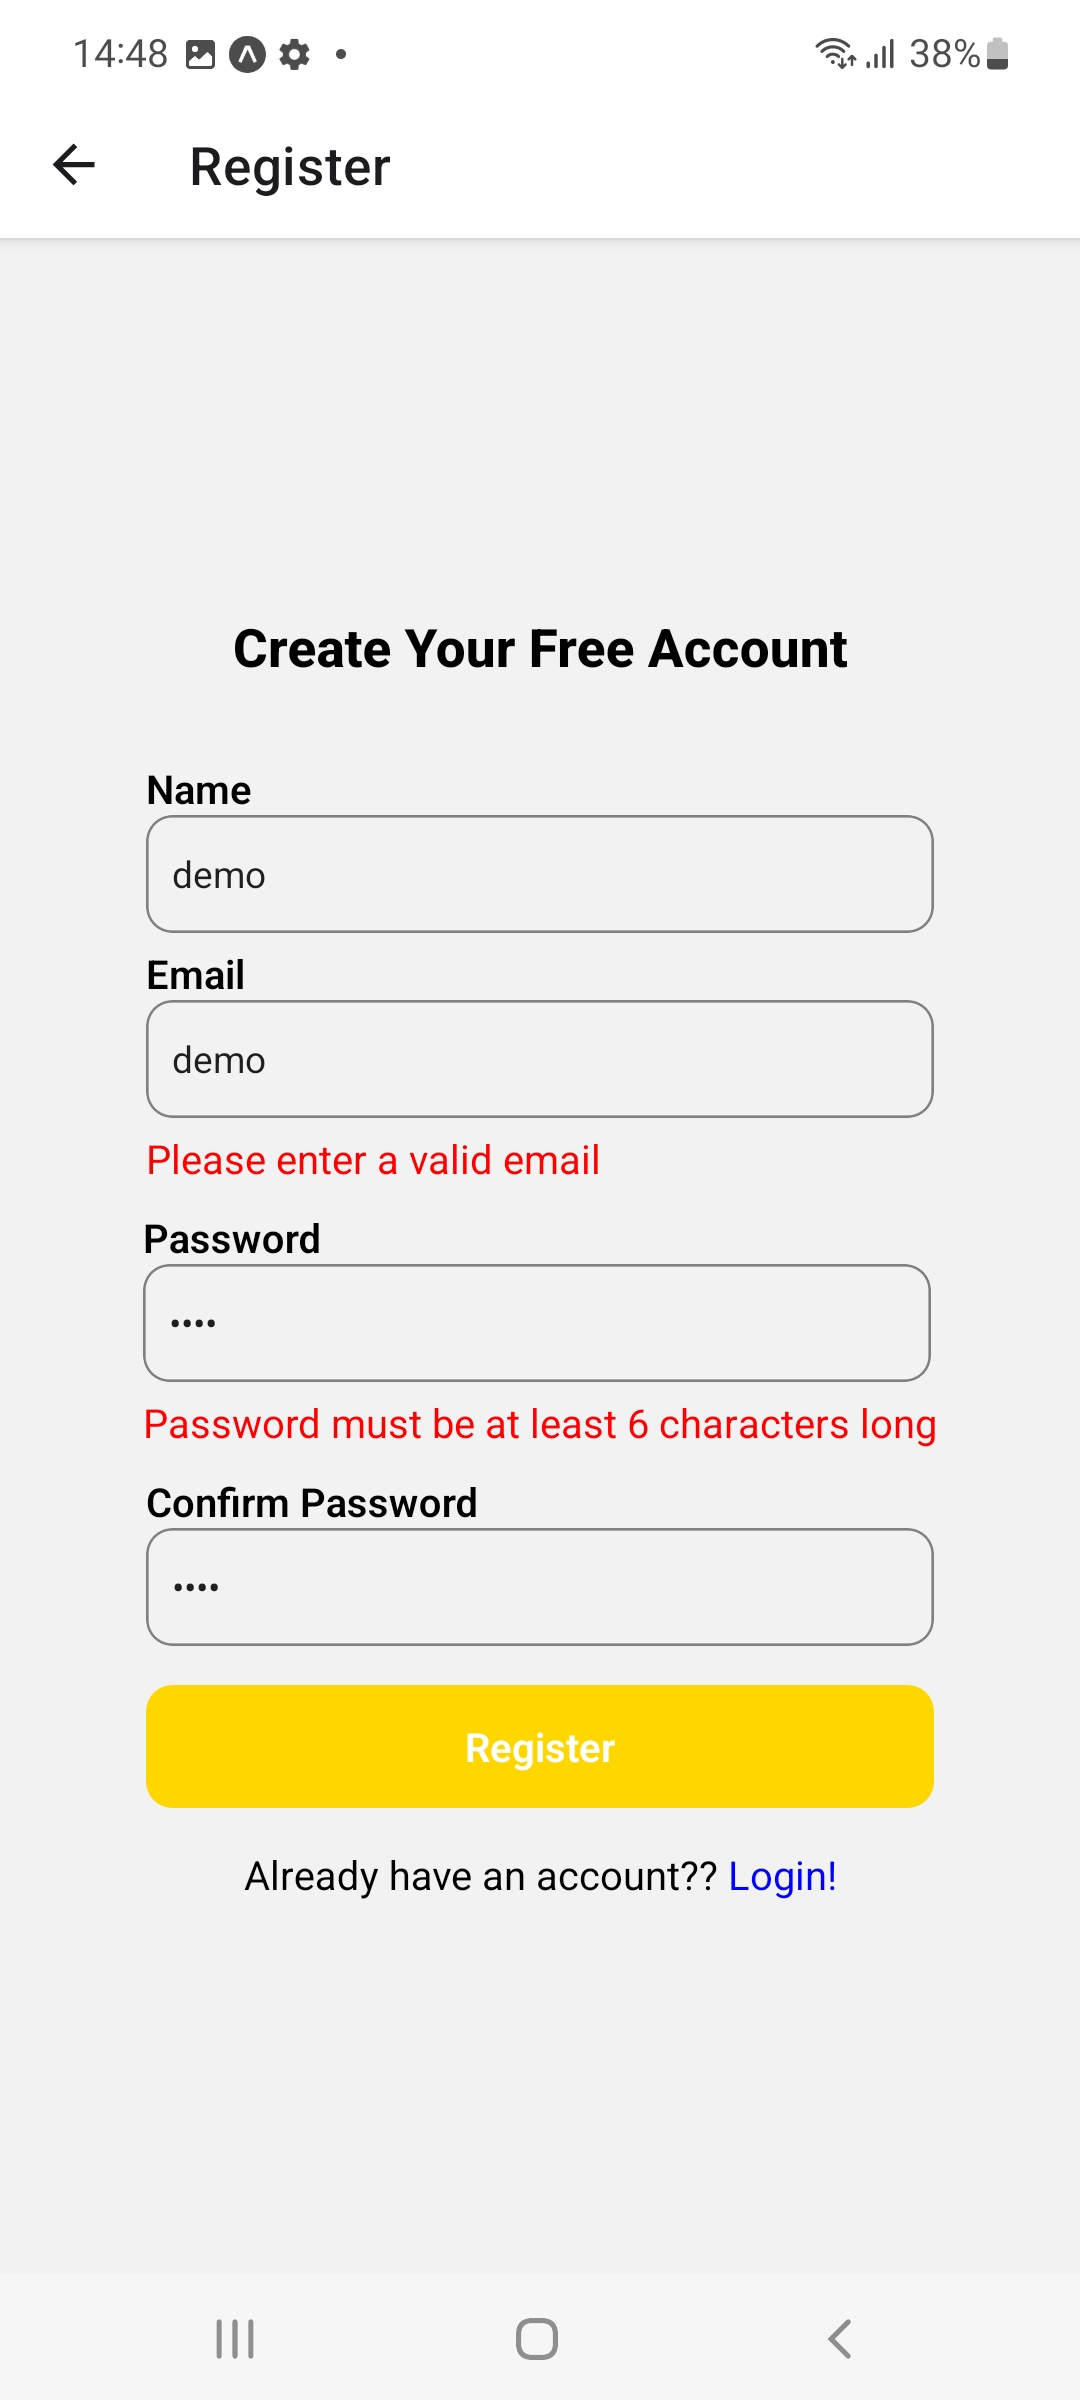 14:48 38%
Register
Create Your Free Account
Name
demo
Email
demo
Please enter a valid email
Password
••••
Password must be at least 6 characters long
Confirm Password
••••
Register
Already have an account?? Login!